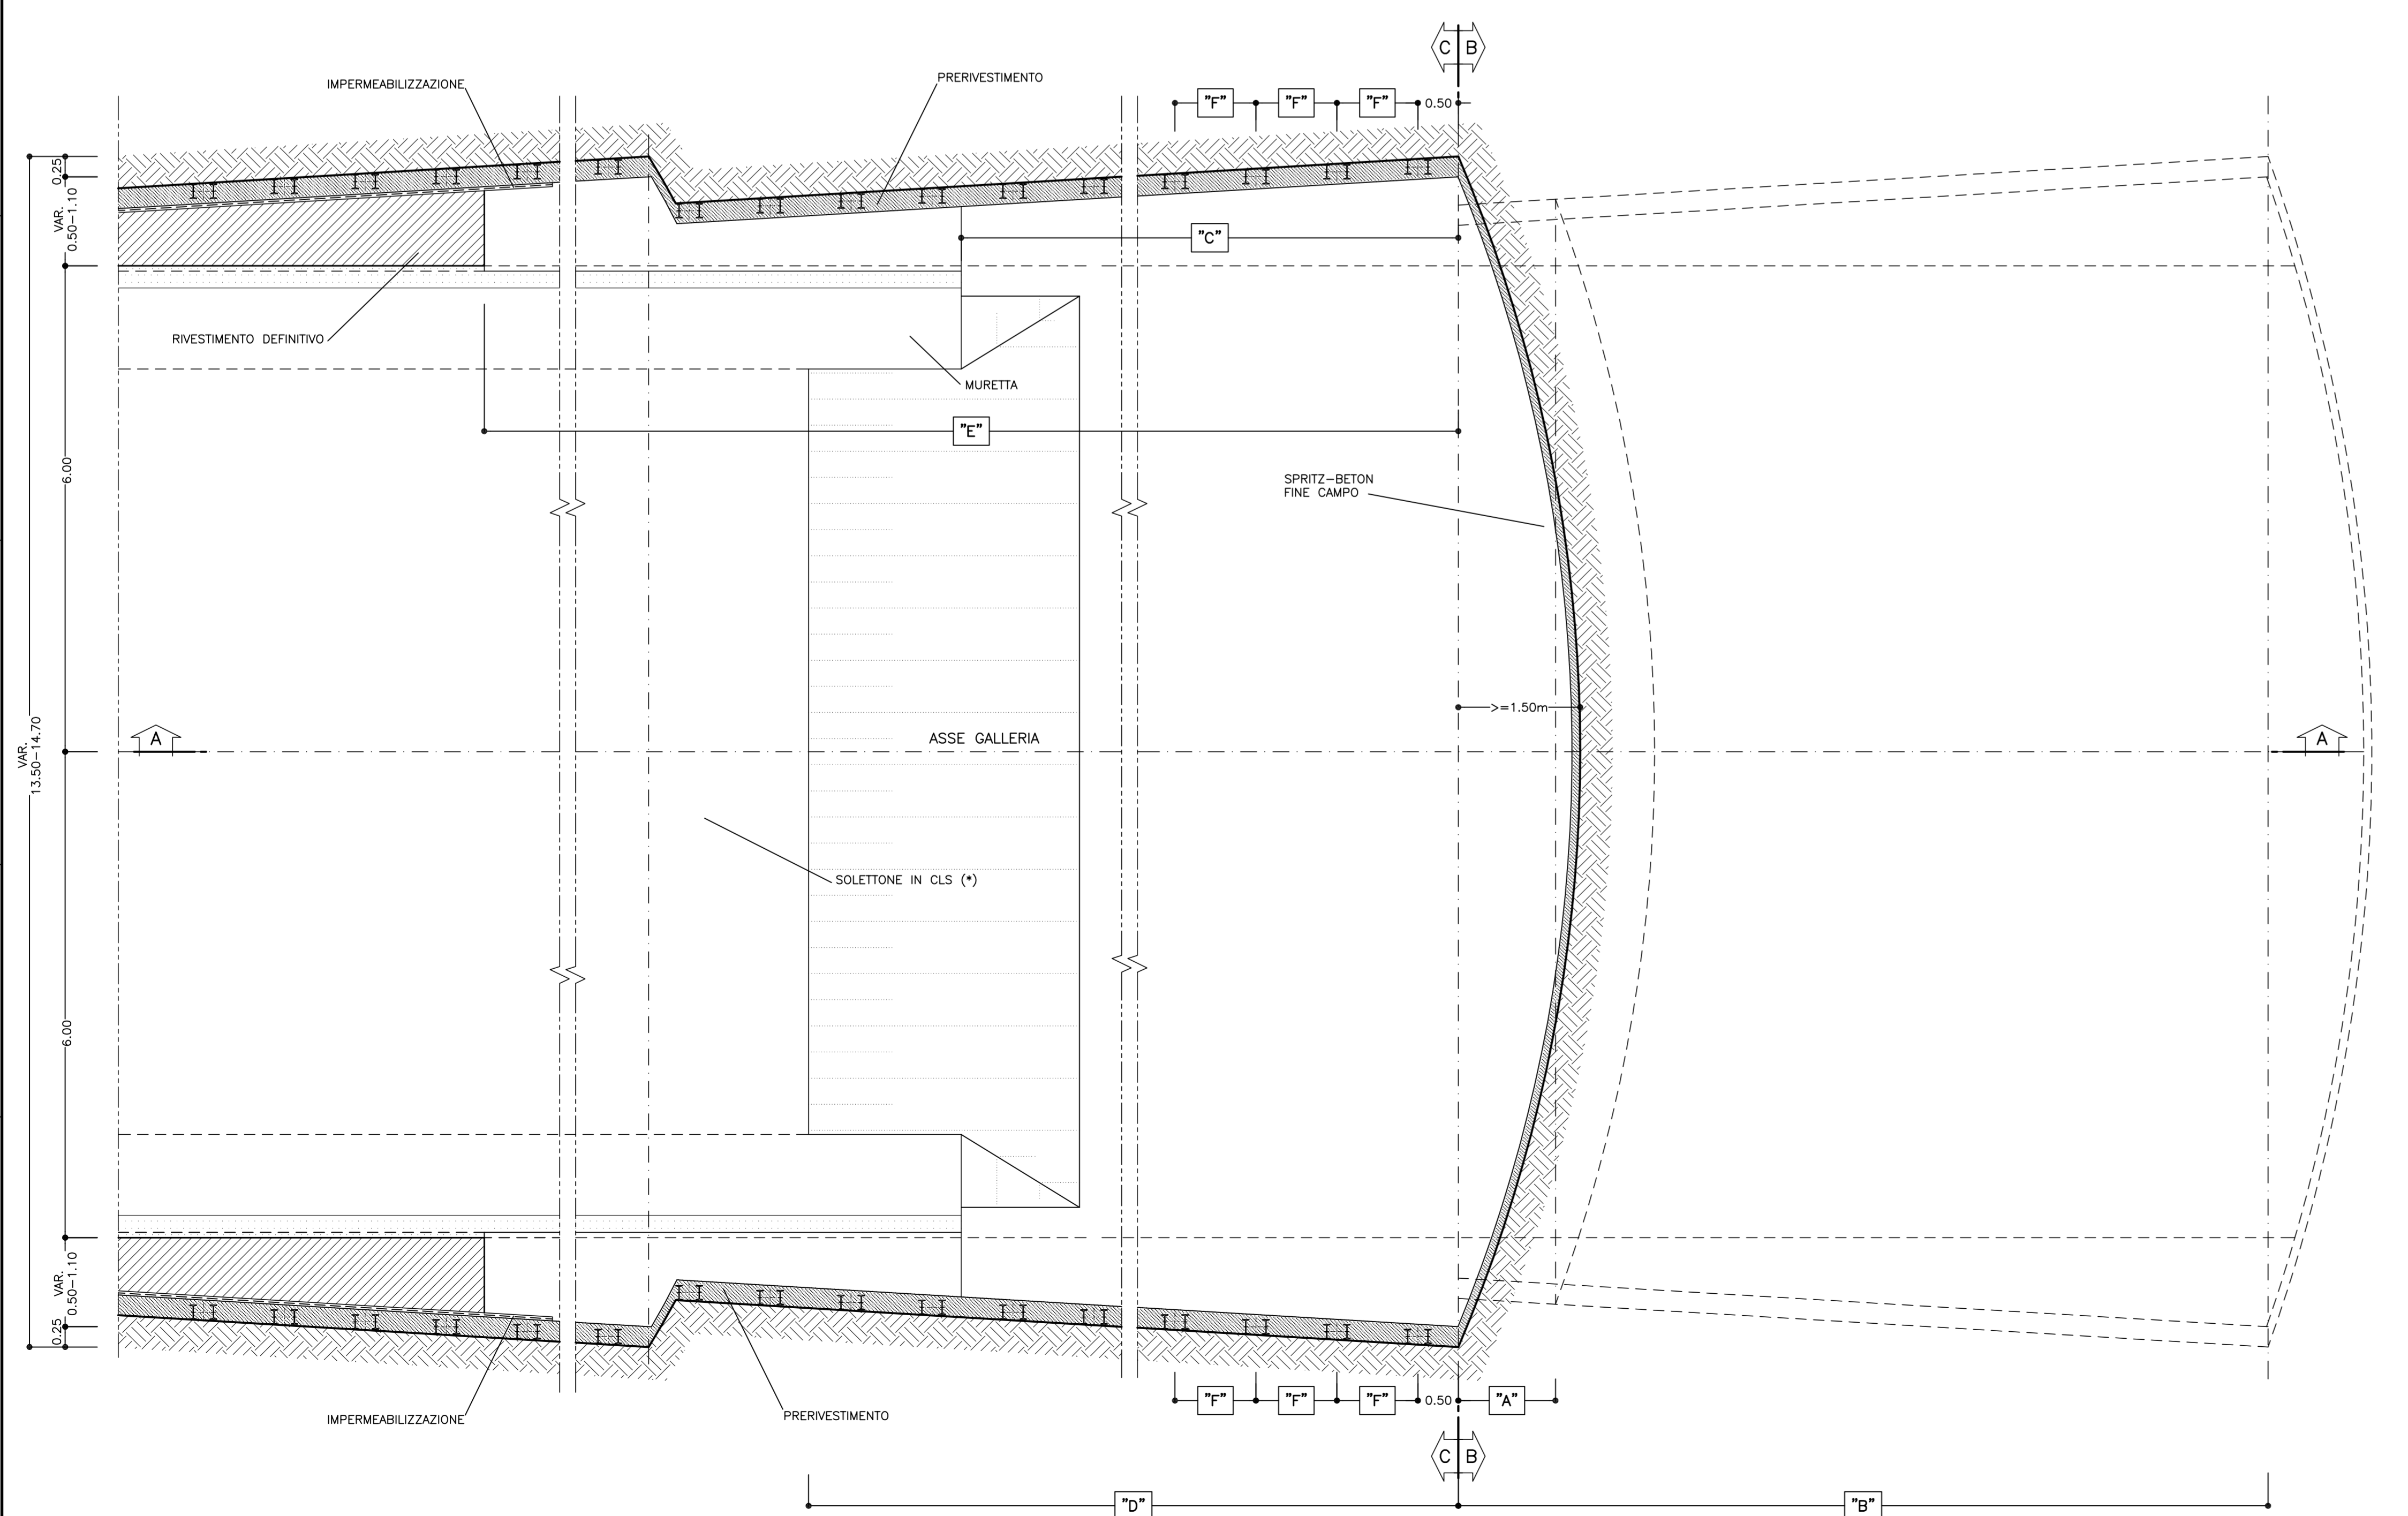 C B
"F" "F" "F" 0.50
IMPERMEABILIZZAZIONE
PRERIVESTIMENTO
0.25
VAR.
0.50-1.10
"C"
RIVESTIMENTO DEFINITIVO
MURETTA
"E"
6.00
SPRITZ-BETON
FINE CAMPO
>=1.50m
VAR.
13.50-14.70
A
ASSE GALLERIA
A
SOLETTONE IN CLS (*)
6.00
VAR.
0.50-1.10
0.25
IMPERMEABILIZZAZIONE
PRERIVESTIMENTO
"F" "F" "F" 0.50 "A"
C B
"D" "B"